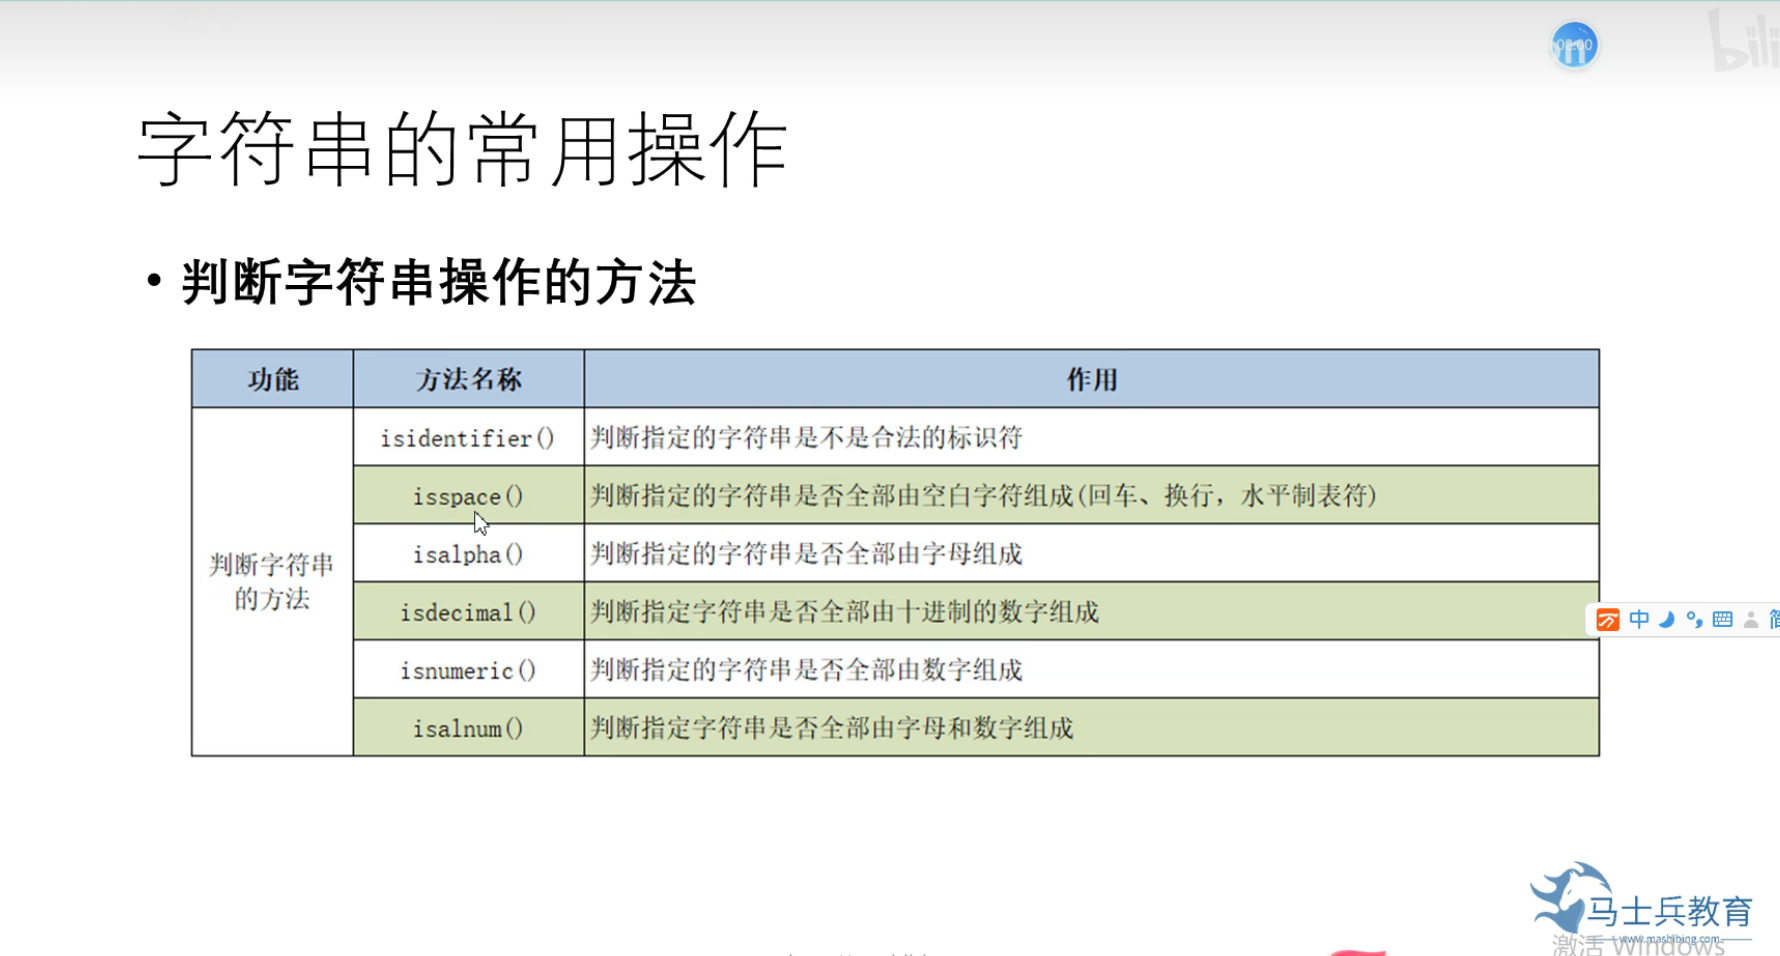 02:00
bili
字符串的常用操作
• 判断字符串操作的方法
功能 方法名称 作用
判断字符串
的方法
isidentifier() 判断指定的字符串是不是合法的标识符
isspace() 判断指定的字符串是否全部由空白字符组成(回车、换行，水平制表符)
isalpha() 判断指定的字符串是否全部由字母组成
isdecimal() 判断指定字符串是否全部由十进制的数字组成
isnumeric() 判断指定的字符串是否全部由数字组成
isalnum() 判断指定字符串是否全部由字母和数字组成
中 简
马士兵教育
www.mashibing.com
激活 Windows